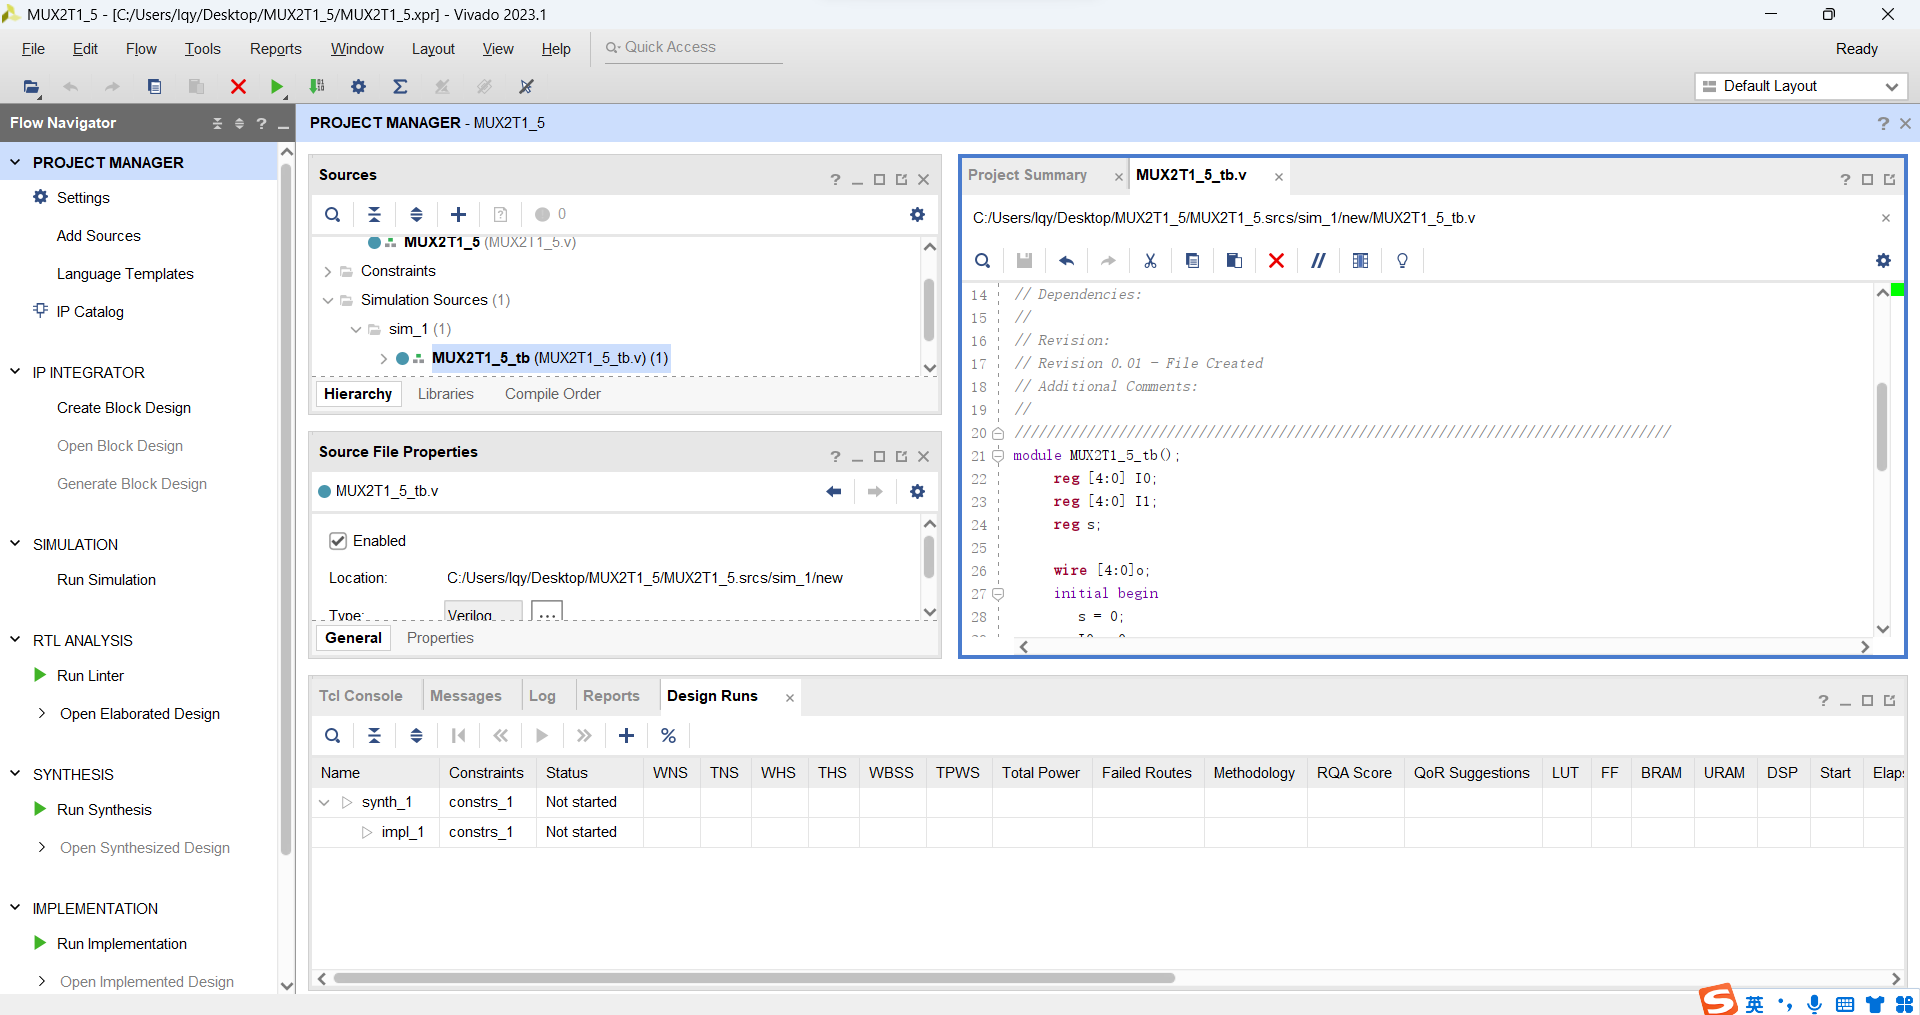 MUX2T1_5 - [C:/Users/lqy/Desktop/MUX2T1_5/MUX2T1_5.xpr] - Vivado 2023.1
File Edit Flow Tools Reports Window Layout View Help Quick Access Ready
Default Layout
Flow Navigator
PROJECT MANAGER
Settings
Add Sources
Language Templates
IP Catalog
IP INTEGRATOR
Create Block Design
Open Block Design
Generate Block Design
SIMULATION
Run Simulation
RTL ANALYSIS
Run Linter
Open Elaborated Design
SYNTHESIS
Run Synthesis
Open Synthesized Design
IMPLEMENTATION
Run Implementation
Open Implemented Design
PROJECT MANAGER - MUX2T1_5
Sources
0
MUX2T1_5 (MUX2T1_5.v)
Constraints
Simulation Sources (1)
sim_1 (1)
MUX2T1_5_tb (MUX2T1_5_tb.v) (1)
Hierarchy Libraries Compile Order
Source File Properties
MUX2T1_5_tb.v
Enabled
Location: C:/Users/lqy/Desktop/MUX2T1_5/MUX2T1_5.srcs/sim_1/new
Type: Verilog ...
General Properties
Project Summary MUX2T1_5_tb.v
C:/Users/lqy/Desktop/MUX2T1_5/MUX2T1_5.srcs/sim_1/new/MUX2T1_5_tb.v
14 // Dependencies:
15 //
16 // Revision:
17 // Revision 0.01 - File Created
18 // Additional Comments:
19 //
20 //////////////////////////////////////////////////////////////////////////////////
21 module MUX2T1_5_tb();
22 reg [4:0] I0;
23 reg [4:0] I1;
24 reg s;
25
26 wire [4:0]o;
27 initial begin
28 s = 0;
Tcl Console Messages Log Reports Design Runs
Name Constraints Status WNS TNS WHS THS WBSS TPWS Total Power Failed Routes Methodology RQA Score QoR Suggestions LUT FF BRAM URAM DSP Start Elaps
synth_1 constrs_1 Not started
impl_1 constrs_1 Not started
英